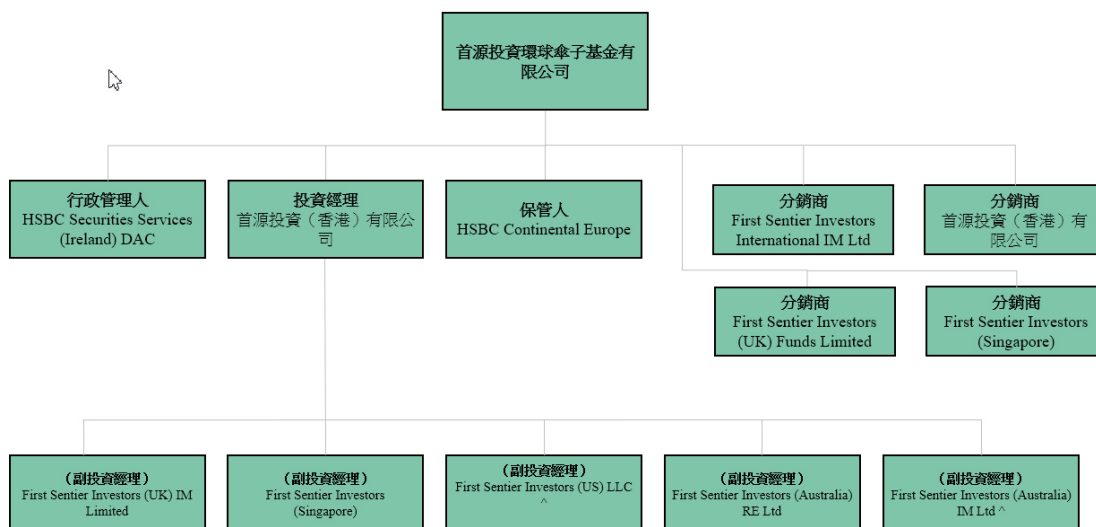 首源投資環球傘子基金有
限公司
行政管理人
HSBC Securities Services
(Ireland) DAC
投資經理
首源投資（香港）有限公
司
保管人
HSBC Continental Europe
分銷商
First Sentier Investors
International IM Ltd
分銷商
首源投資（香港）有
限公司
分銷商
First Sentier Investors
(UK) Funds Limited
分銷商
First Sentier Investors
(Singapore)
（副投資經理）
First Sentier Investors (UK) IM
Limited
（副投資經理）
First Sentier Investors
(Singapore)
（副投資經理）
First Sentier Investors (US) LLC
^
（副投資經理）
First Sentier Investors (Australia)
RE Ltd
（副投資經理）
First Sentier Investors (Australia)
IM Ltd ^